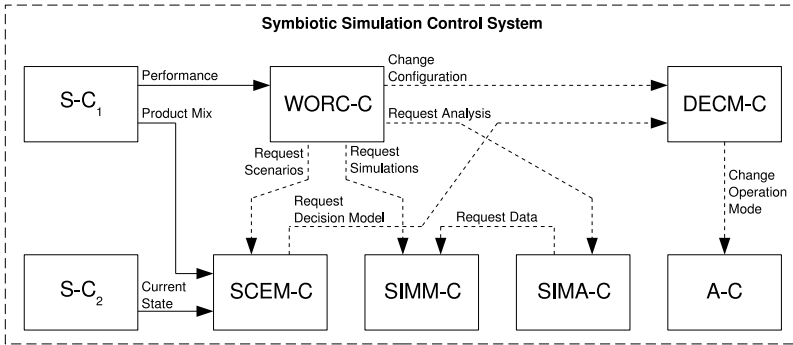 Symbiotic Simulation Control System
S-C1
Performance
Product Mix
WORC-C
Change
Configuration
Request Analysis
DECM-C
Request
Scenarios
Request
Simulations
Request
Decision Model
Request Data
Change
Operation
Mode
S-C2
Current
State
SCEM-C
SIMM-C
SIMA-C
A-C